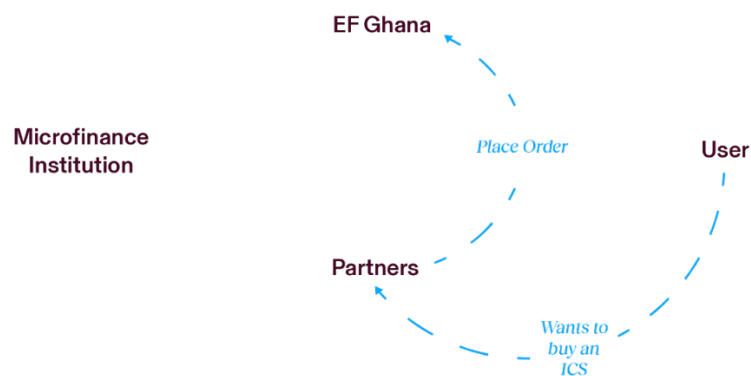 EF Ghana
Microfinance
Institution
Place Order
User
Partners
Wants to
buy an
ICS